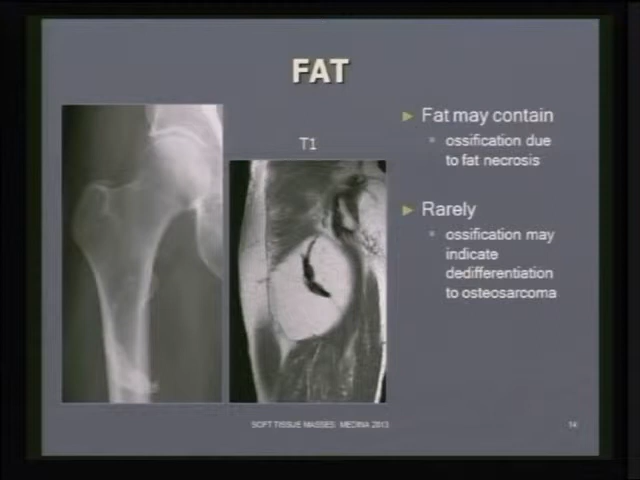 FAT
T1
Fat may contain
ossification due
to fat necrosis
Rarely
ossification may
indicate
dedifferentiation
to osteosarcoma
SOFT TISSUE MASSES MEDINA 2013
14